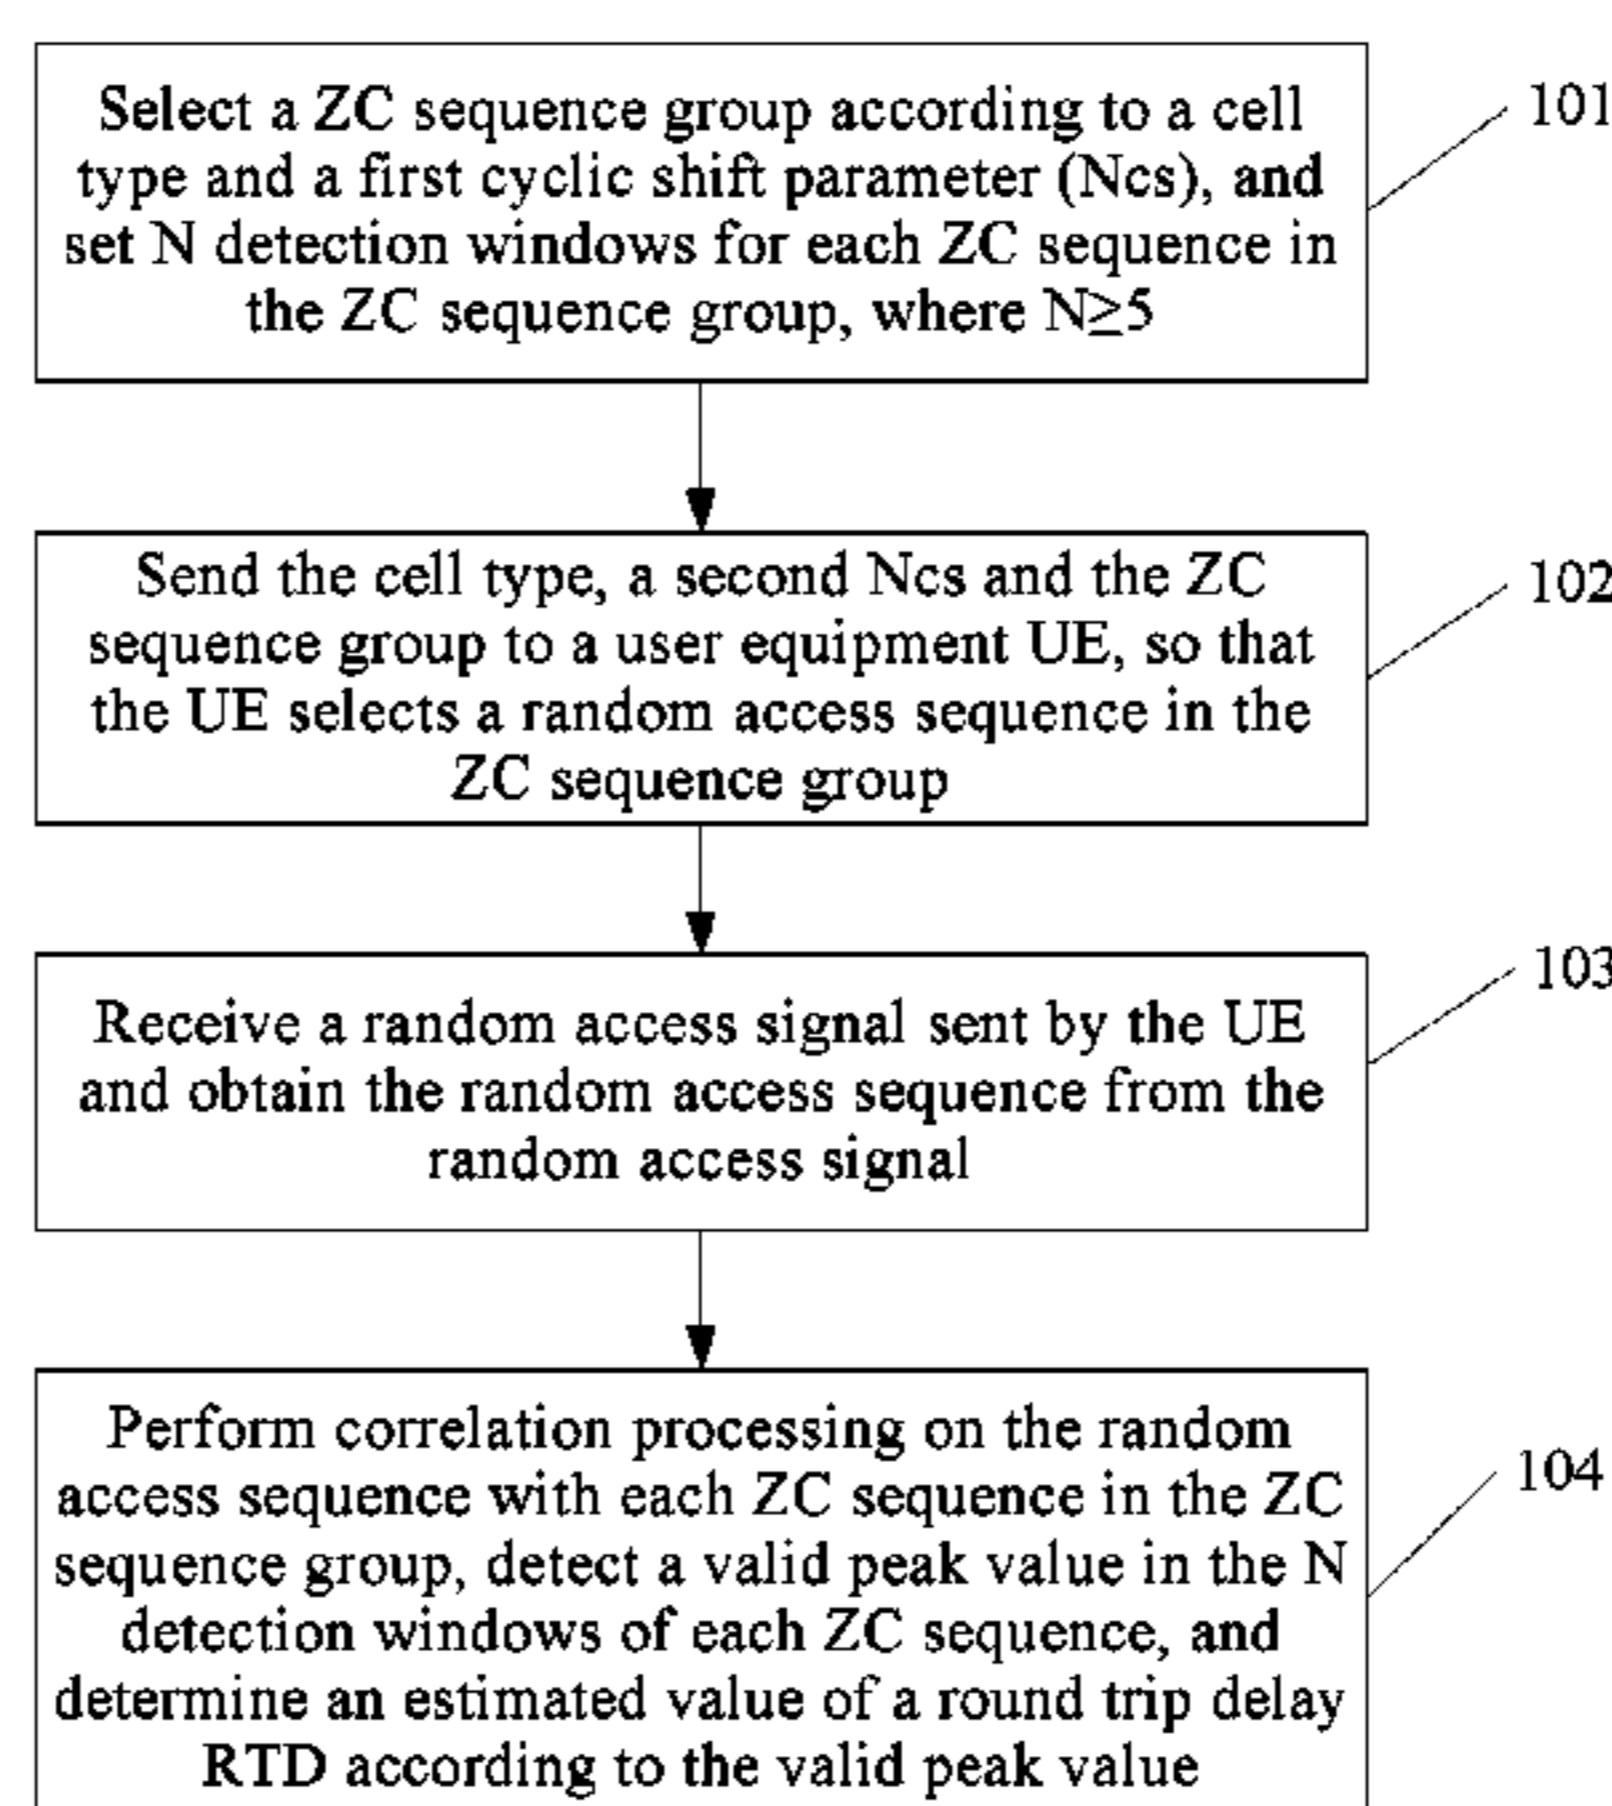 Select a ZC sequence group according to a cell
type and a first cyclic shift parameter (Ncs), and
set N detection windows for each ZC sequence in
the ZC sequence group, where N≥5
101
Send the cell type, a second Ncs and the ZC
sequence group to a user equipment UE, so that
the UE selects a random access sequence in the
ZC sequence group
102
Receive a random access signal sent by the UE
and obtain the random access sequence from the
random access signal
103
Perform correlation processing on the random
access sequence with each ZC sequence in the ZC
sequence group, detect a valid peak value in the N
detection windows of each ZC sequence, and
determine an estimated value of a round trip delay
RTD according to the valid peak value
104